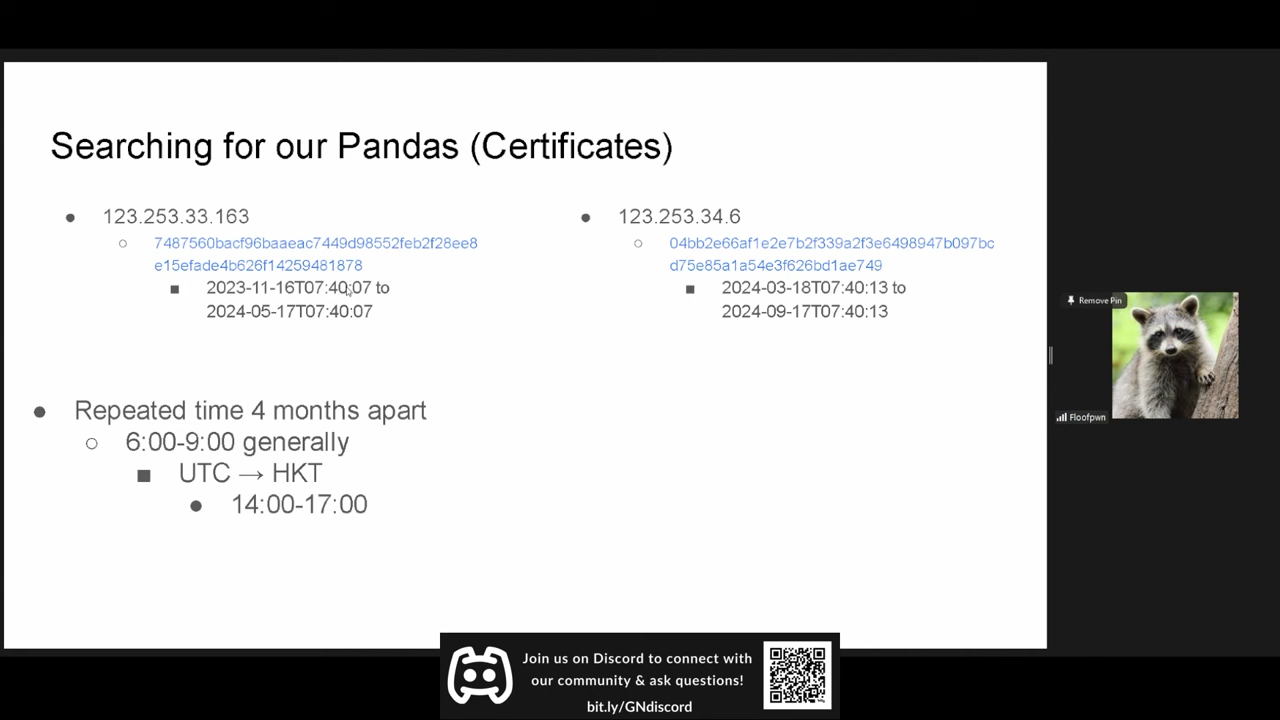 Searching for our Pandas (Certificates)
● 123.253.33.163
○ 7487560bacf96baaeac7449d98552feb2f28ee8
e15efade4b626f14259481878
■ 2023-11-16T07:40:07 to
2024-05-17T07:40:07
● 123.253.34.6
○ 04bb2e66af1e2e7b2f339a2f3e6498947b097bc
d75e85a1a54e3f626bd1ae749
■ 2024-03-18T07:40:13 to
2024-09-17T07:40:13
● Repeated time 4 months apart
○ 6:00-9:00 generally
■ UTC → HKT
● 14:00-17:00
Remove Pin
Floofpwn
Join us on Discord to connect with
our community & ask questions!
bit.ly/GNdiscord